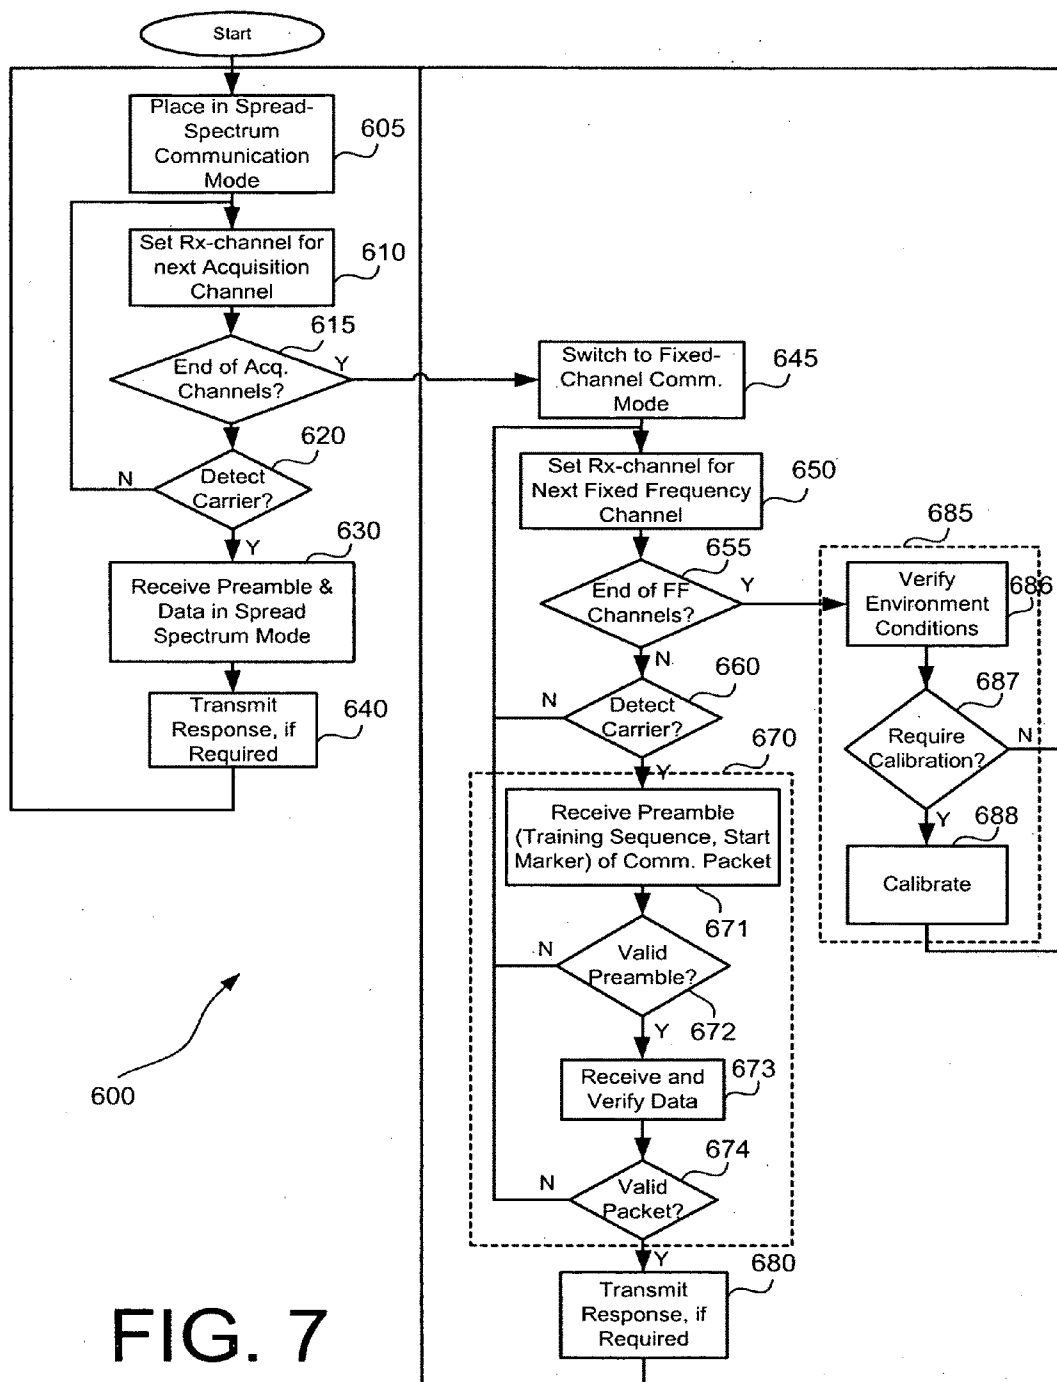 Start
Place in Spread-
Spectrum
Communication
Mode
605
Set Rx-channel for
next Acquisition
Channel
610
615
End of Acq.
Channels?
Y
620
Detect
Carrier?
N
Y
630
Receive Preamble &
Data in Spread
Spectrum Mode
Transmit
Response, if
Required
640
Switch to Fixed-
Channel Comm.
Mode
645
Set Rx-channel for
Next Fixed Frequency
Channel
650
655
End of FF
Channels?
Y
N
660
Detect
Carrier?
N
Y
670
Receive Preamble
(Training Sequence, Start
Marker) of Comm. Packet
671
Valid
Preamble?
N
672
Y
Receive and
Verify Data
673
674
Valid
Packet?
N
Y
680
Transmit
Response, if
Required
685
Verify
Environment
Conditions
686
687
Require
Calibration?
N
Y
688
Calibrate
600
FIG. 7